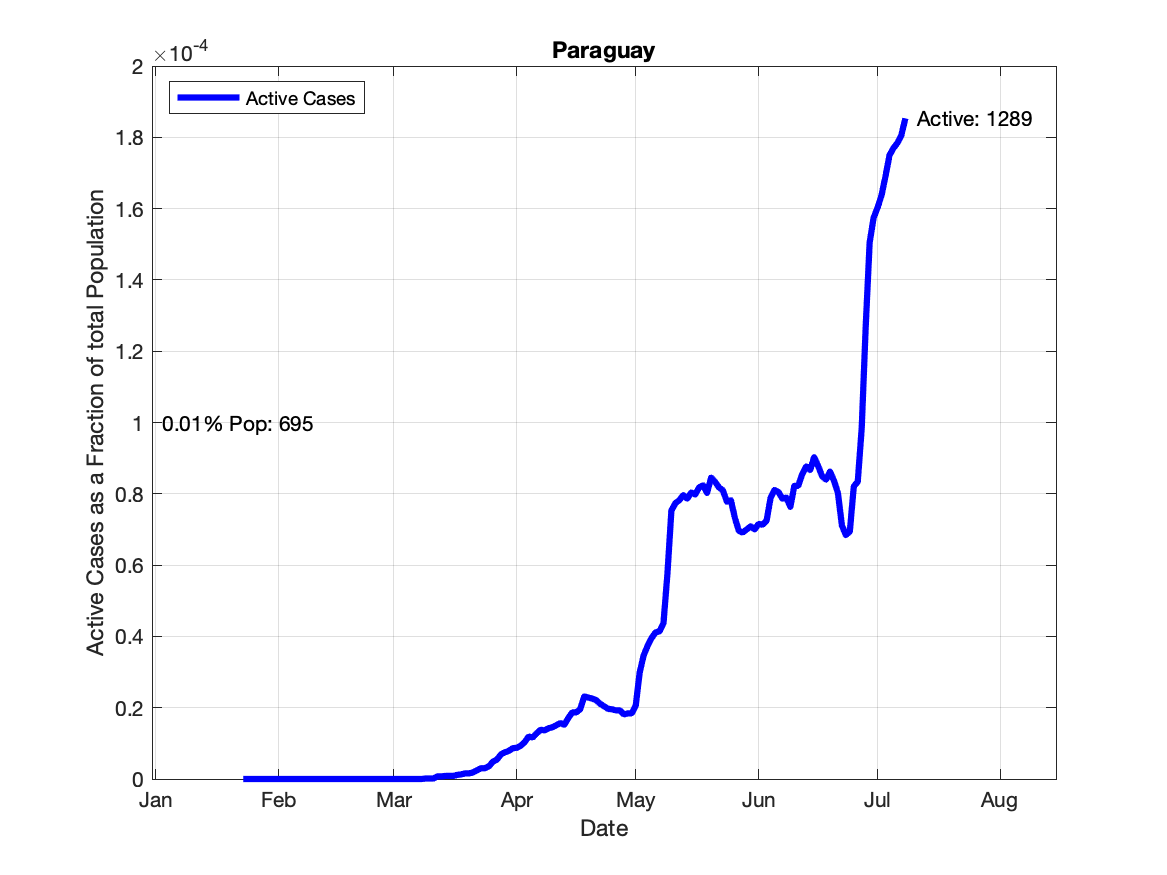 Paraguay
×10-4
Active Cases
Active: 1289
2
1.8
1.6
1.4
1.2
1
0.8
0.6
0.4
0.2
0
0.01% Pop: 695
Active Cases as a Fraction of total Population
Jan Feb Mar Apr May Jun Jul Aug
Date